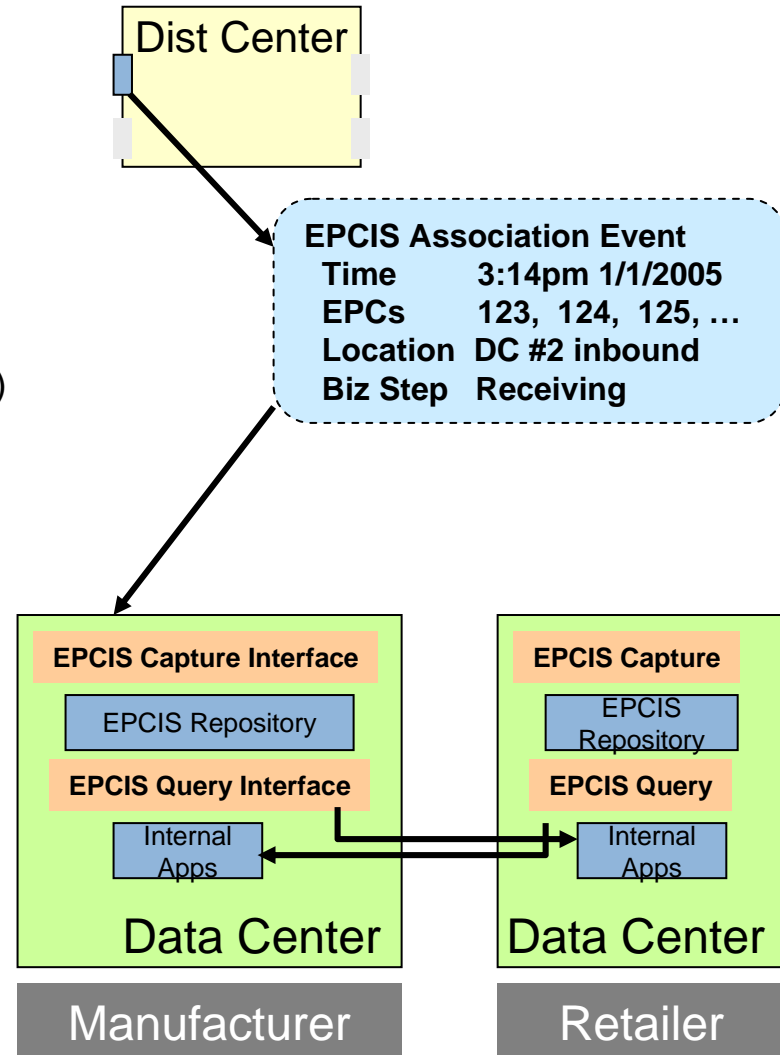 Dist Center
EPCIS Association Event
Time 3:14pm 1/1/2005
EPCs 123, 124, 125, ...
Location DC #2 inbound
Biz Step Receiving
)
EPCIS Capture Interface
EPCIS Repository
EPCIS Query Interface
Internal
Apps
Data Center
Manufacturer
EPCIS Capture
EPCIS
Repository
EPCIS Query
Internal
Apps
Data Center
Retailer